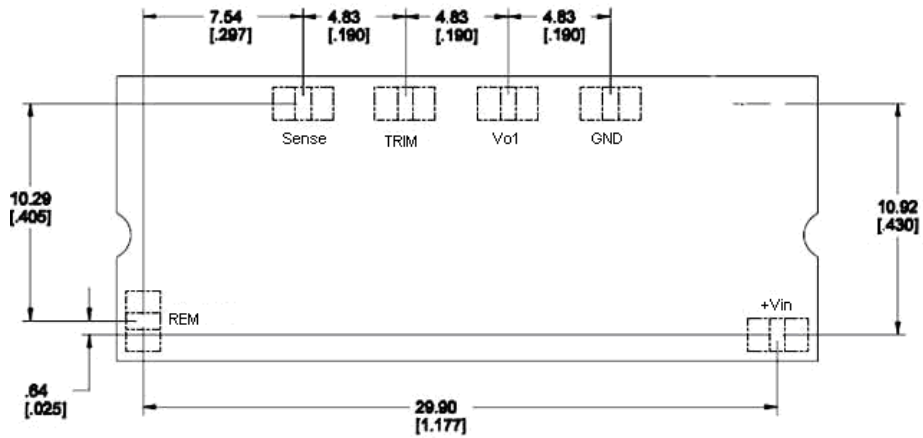 7.54
[.297]
4.83
[.190]
4.83
[.190]
4.83
[.190]
Sense
TRIM
Vo1
GND
10.29
[.405]
10.92
[.430]
REM
+Vin
.64
[.025]
29.90
[1.177]